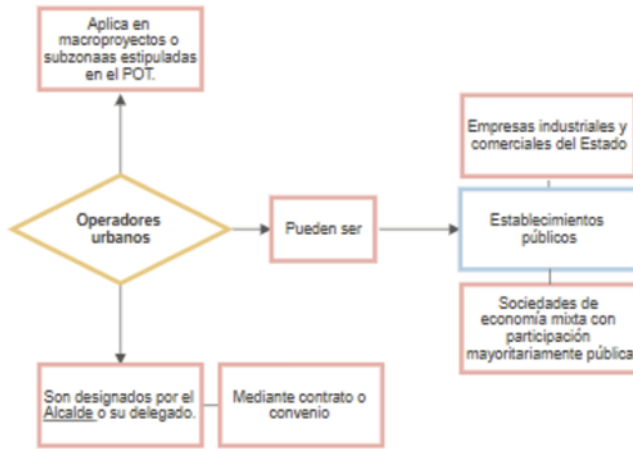 Aplica en
macroproyectos o
subzonaas estipuladas
en el POT.
Empresas industriales y
comerciales del Estado
Operadores
urbanos
Pueden ser
Establecimientos
públicos
Sociedades de
economía mixta con
participación
mayoritariamente pública
Son designados por el
Alcalde o su delegado.
Mediante contrato o
convenio